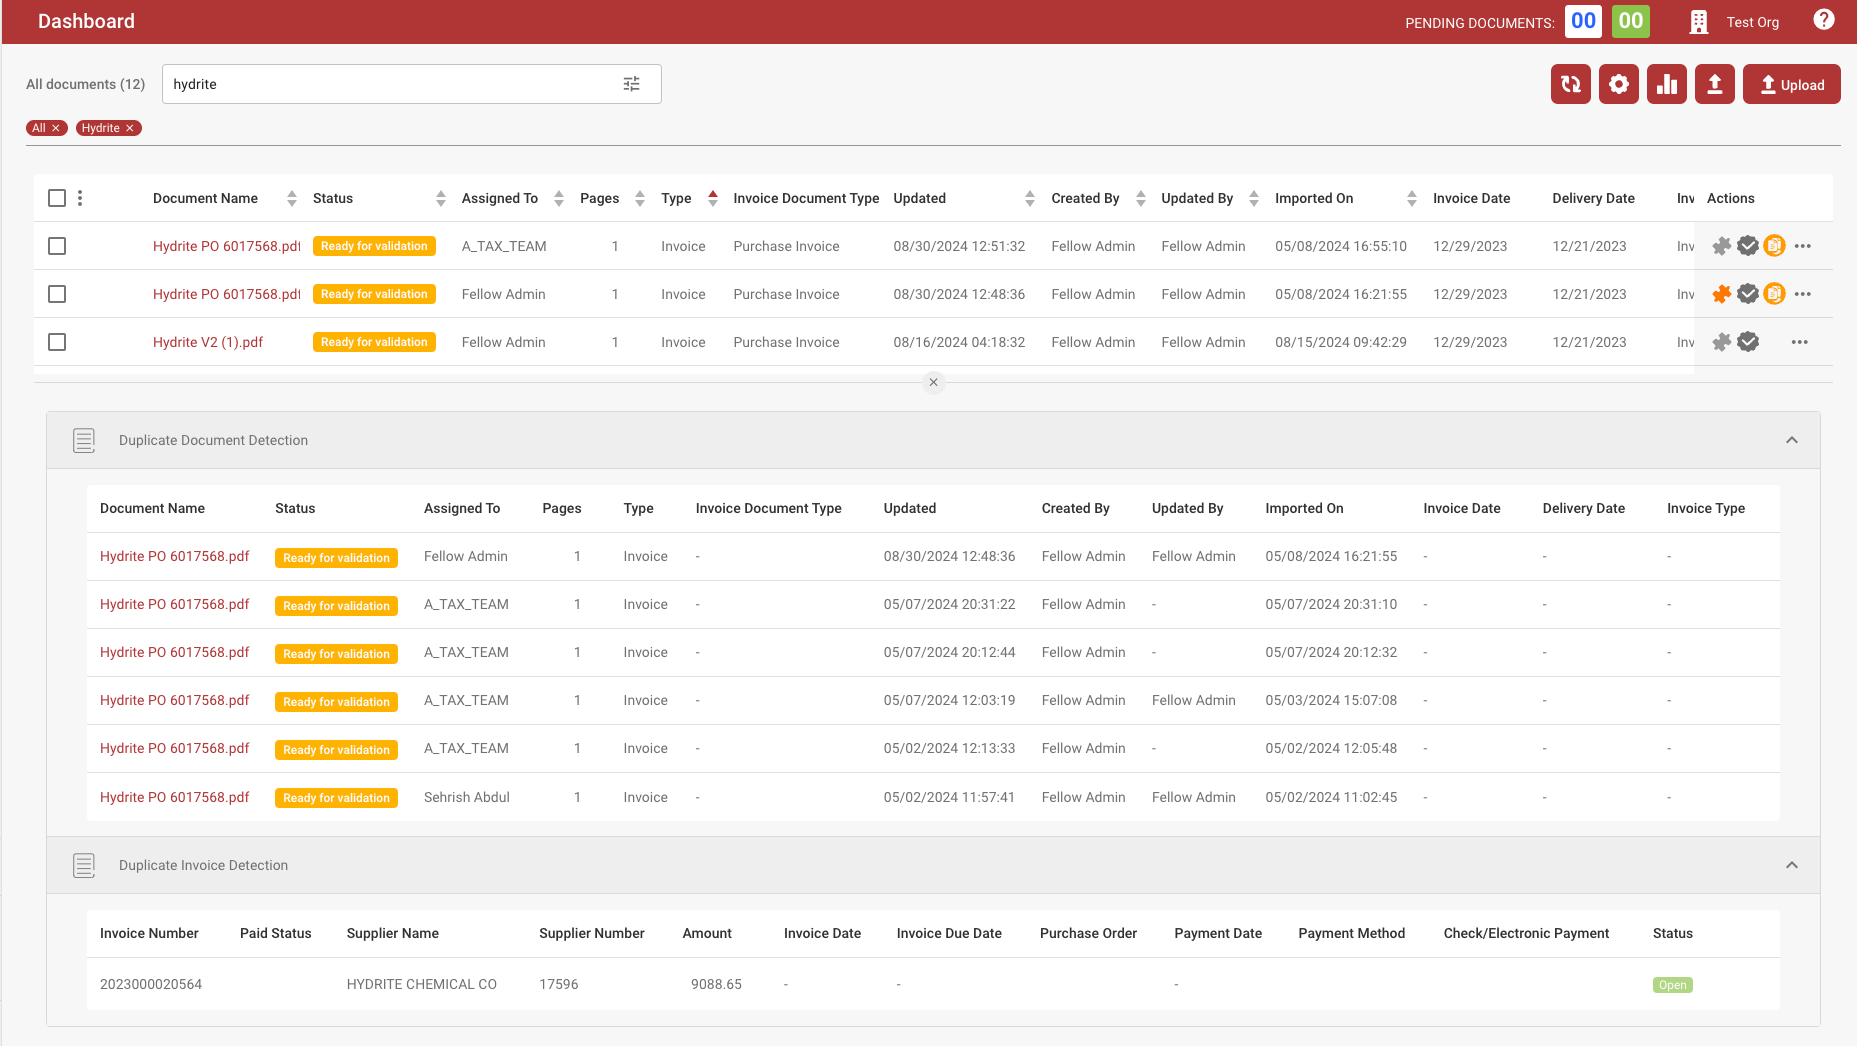 Dashboard
PENDING DOCUMENTS: 00 00 Test Org ?
All documents (12) hydrite Upload
All × Hydrite ×
Document Name Status Assigned To Pages Type Invoice Document Type Updated Created By Updated By Imported On Invoice Date Delivery Date Inv Actions
Hydrite PO 6017568.pdf Ready for validation A_TAX_TEAM 1 Invoice Purchase Invoice 08/30/2024 12:51:32 Fellow Admin Fellow Admin 05/08/2024 16:55:10 12/29/2023 12/21/2023 Inv
Hydrite PO 6017568.pdf Ready for validation Fellow Admin 1 Invoice Purchase Invoice 08/30/2024 12:48:36 Fellow Admin Fellow Admin 05/08/2024 16:21:55 12/29/2023 12/21/2023 Inv
Hydrite V2 (1).pdf Ready for validation Fellow Admin 1 Invoice Purchase Invoice 08/16/2024 04:18:32 Fellow Admin Fellow Admin 08/15/2024 09:42:29 12/29/2023 12/21/2023 Inv
Duplicate Document Detection
Document Name Status Assigned To Pages Type Invoice Document Type Updated Created By Updated By Imported On Invoice Date Delivery Date Invoice Type
Hydrite PO 6017568.pdf Ready for validation Fellow Admin 1 Invoice - 08/30/2024 12:48:36 Fellow Admin Fellow Admin 05/08/2024 16:21:55 - - -
Hydrite PO 6017568.pdf Ready for validation A_TAX_TEAM 1 Invoice - 05/07/2024 20:31:22 Fellow Admin - 05/07/2024 20:31:10 - - -
Hydrite PO 6017568.pdf Ready for validation A_TAX_TEAM 1 Invoice - 05/07/2024 20:12:44 Fellow Admin - 05/07/2024 20:12:32 - - -
Hydrite PO 6017568.pdf Ready for validation A_TAX_TEAM 1 Invoice - 05/07/2024 12:03:19 Fellow Admin Fellow Admin 05/03/2024 15:07:08 - - -
Hydrite PO 6017568.pdf Ready for validation A_TAX_TEAM 1 Invoice - 05/02/2024 12:13:33 Fellow Admin - 05/02/2024 12:05:48 - - -
Hydrite PO 6017568.pdf Ready for validation Sehrish Abdul 1 Invoice - 05/02/2024 11:57:41 Fellow Admin Fellow Admin 05/02/2024 11:02:45 - - -
Duplicate Invoice Detection
Invoice Number Paid Status Supplier Name Supplier Number Amount Invoice Date Invoice Due Date Purchase Order Payment Date Payment Method Check/Electronic Payment Status
2023000020564 HYDRITE CHEMICAL CO 17596 9088.65 - - - Open